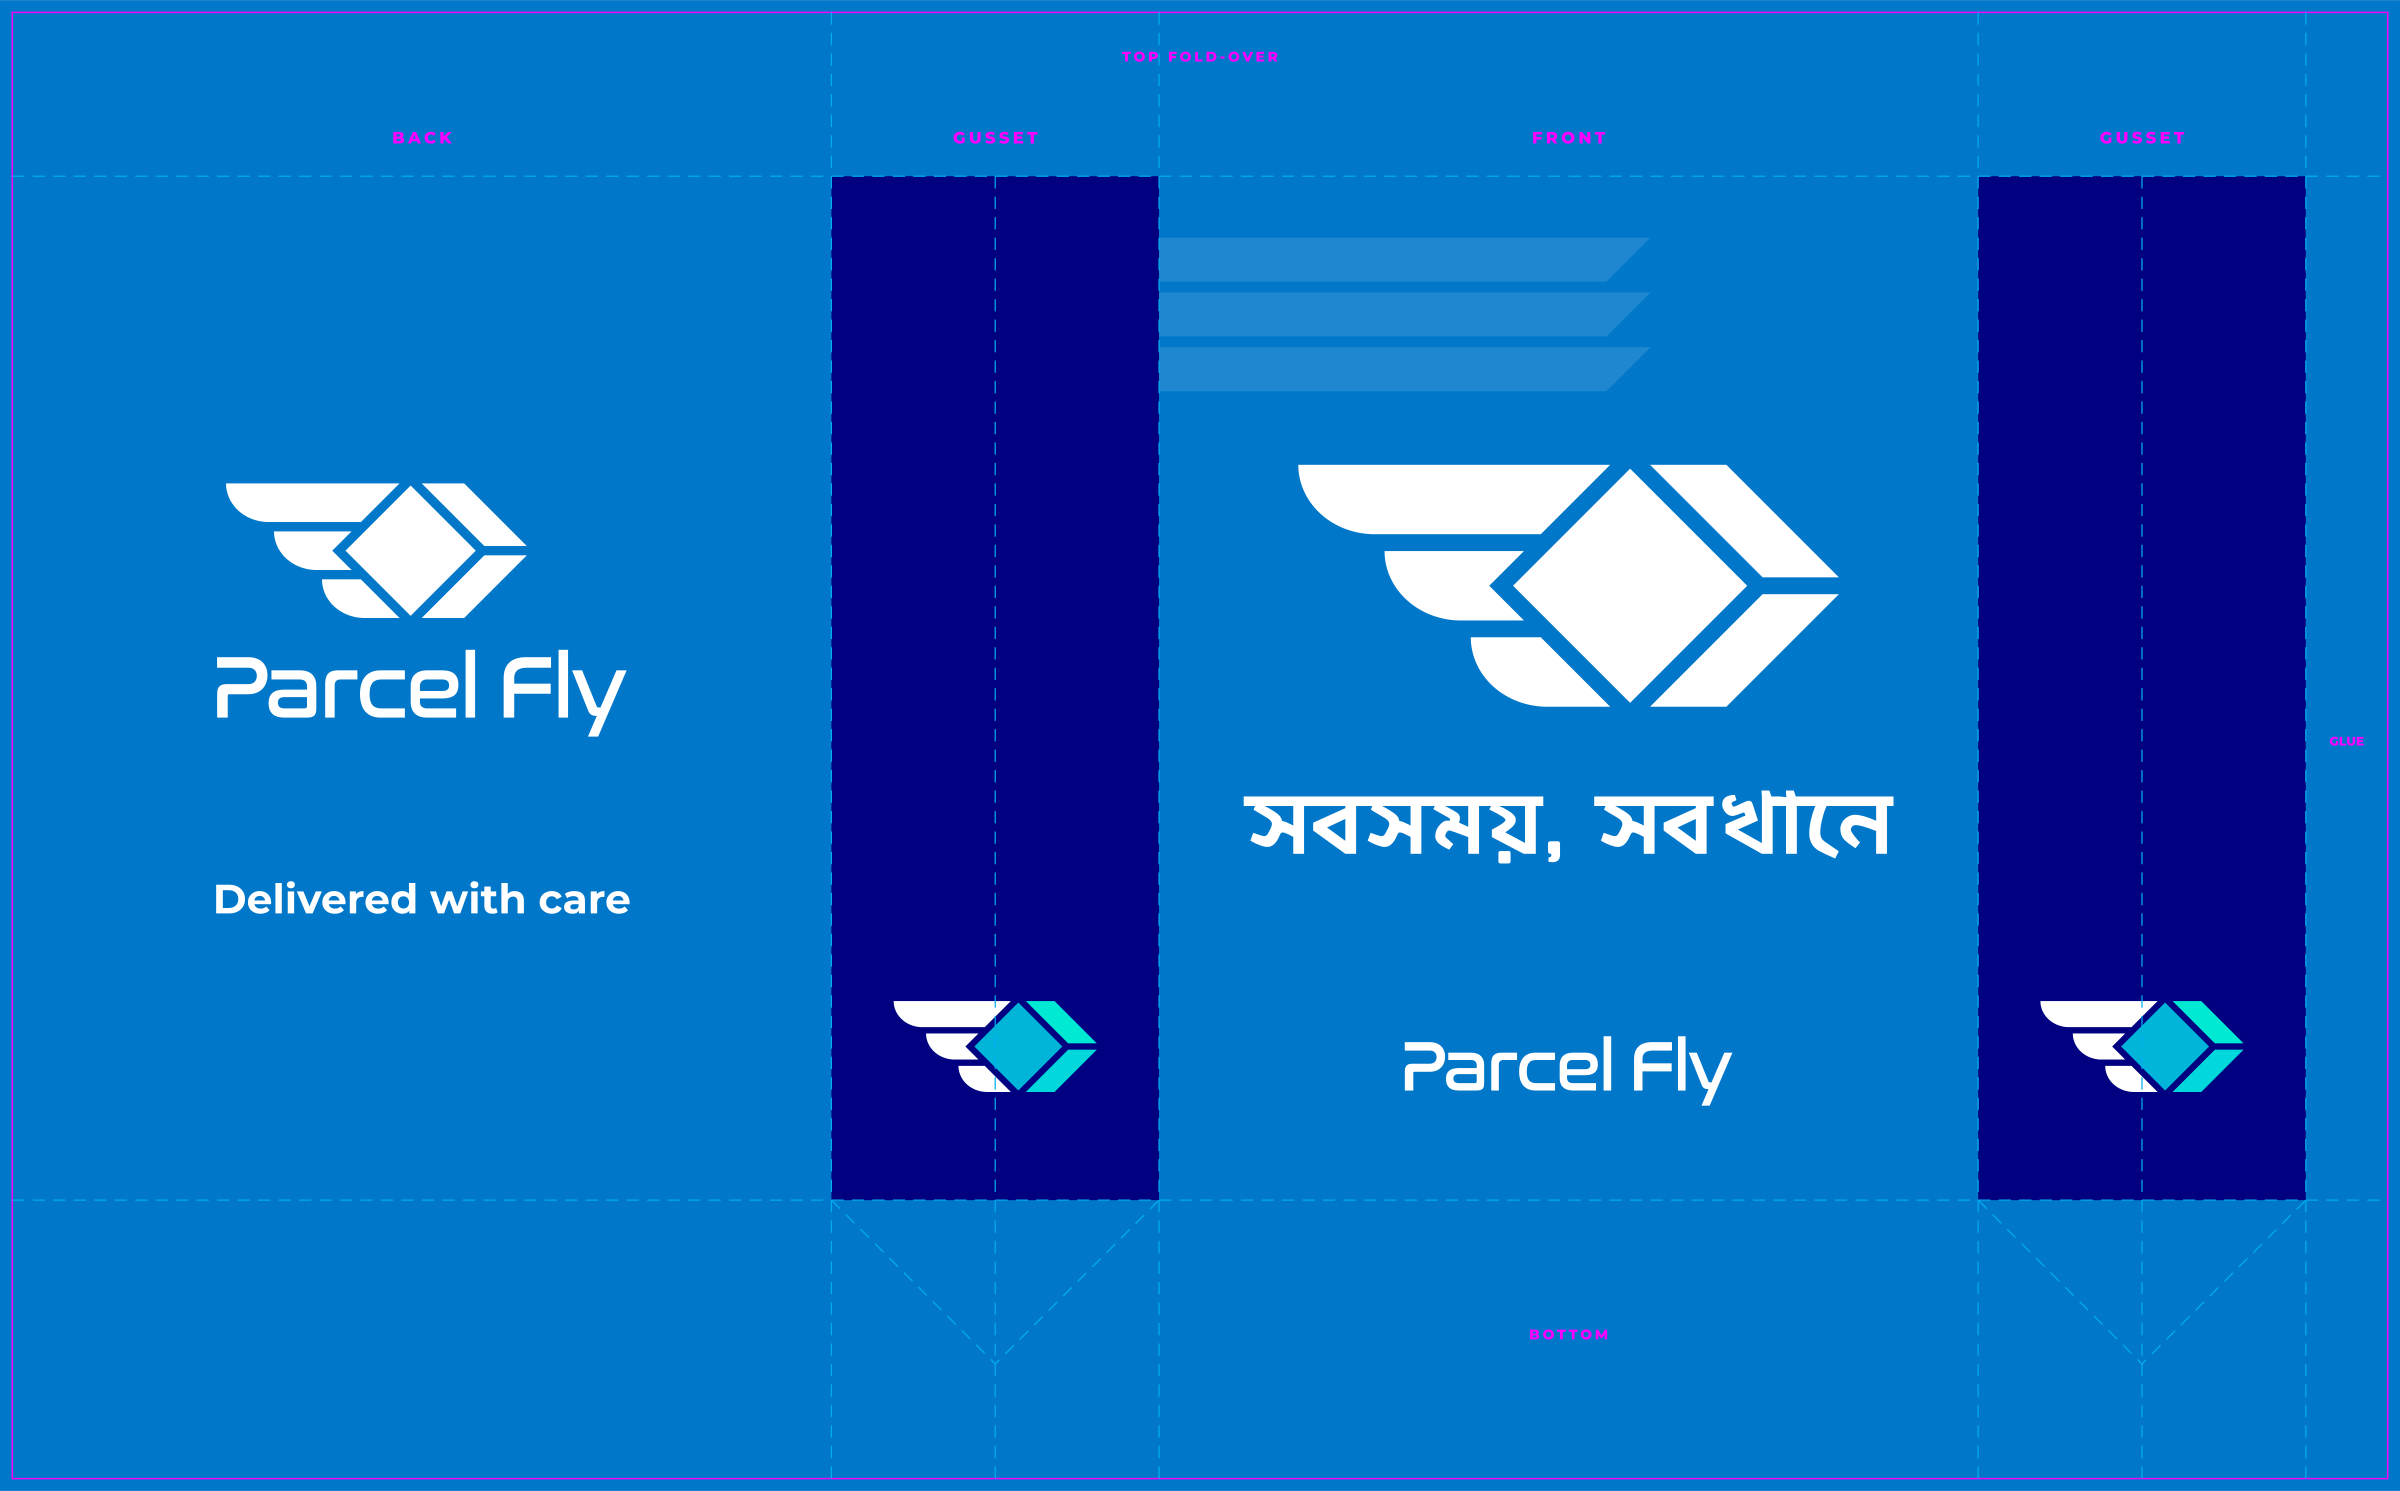 TOP FOLD-OVER
BACK
GUSSET
FRONT
GUSSET
Parcel Fly
Delivered with care
সবসময়, সবখানে
Parcel Fly
GLUE
BOTTOM